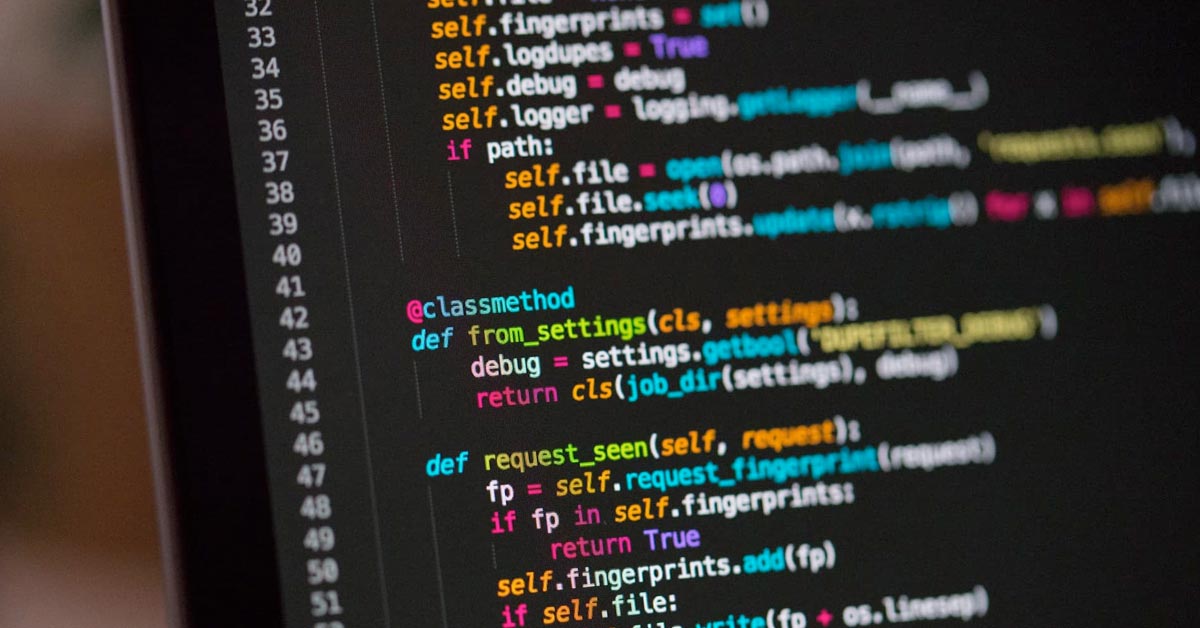 32 self.file =
33 self.fingerprints = set()
34 self.logdupes = True
35 self.debug = debug
36 self.logger = logging.getLogger(__name__)
37 if path:
38 self.file = open(os.path.join(path, 'requests.seen'),
39 self.file.seek(0)
40 self.fingerprints.update(x.rstrip() for x in self.
41
42 @classmethod
43 def from_settings(cls, settings):
44 debug = settings.getbool('DUPEFILTER_DEBUG')
45 return cls(job_dir(settings), debug)
46
47 def request_seen(self, request):
48 fp = self.request_fingerprint(request)
49 if fp in self.fingerprints:
50 return True
51 self.fingerprints.add(fp)
if self.file:
.write(fp + os.linesep)